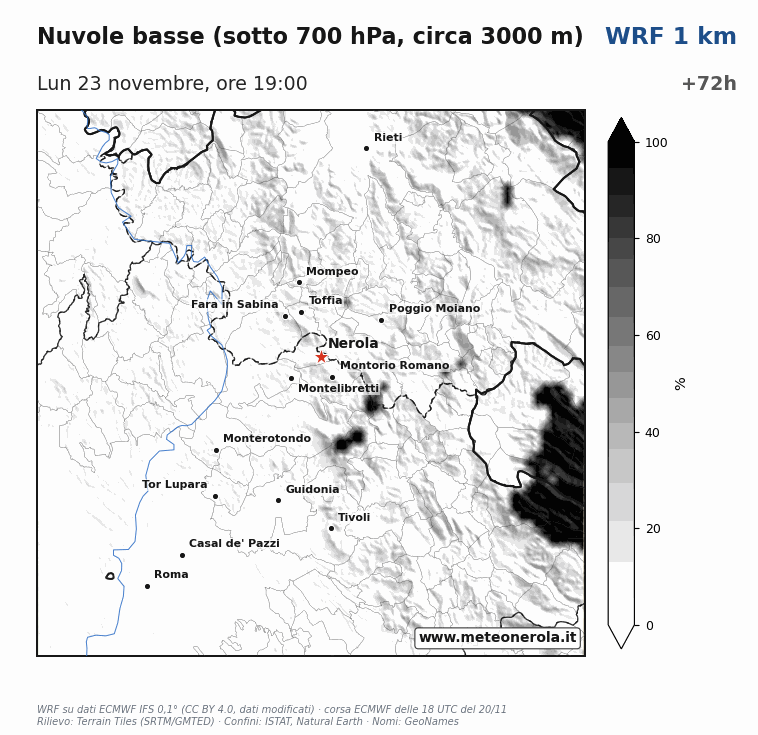 Nuvole basse (sotto 700 hPa, circa 3000 m) WRF 1 km
Lun 23 novembre, ore 19:00 +72h
Rieti
Mompeo
Fara in Sabina
Toffia
Poggio Moiano
Nerola
Montorio Romano
Montelibretti
Monterotondo
Tor Lupara
Guidonia
Tivoli
Casal de' Pazzi
Roma
www.meteonerola.it
100
80
60
40
20
0
%
WRF su dati ECMWF IFS 0,1° (CC BY 4.0, dati modificati) · corsa ECMWF delle 18 UTC del 20/11
Rilievo: Terrain Tiles (SRTM/GMTED) · Confini: ISTAT, Natural Earth · Nomi: GeoNames